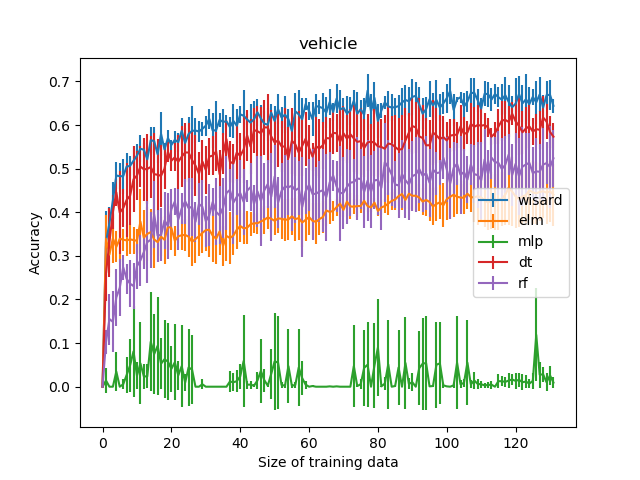 vehicle
0.7
0.6
0.5
0.4
0.3
0.2
0.1
0.0
Accuracy
wisard
elm
mlp
dt
rf
0 20 40 60 80 100 120
Size of training data